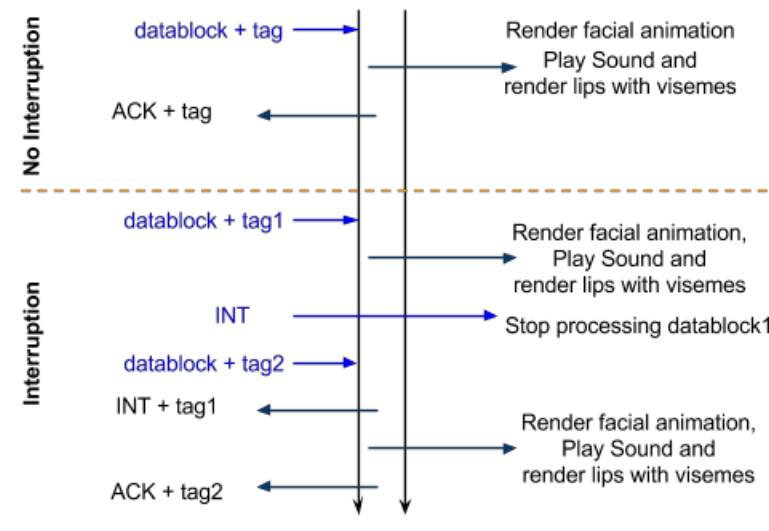 No Interruption
datablock + tag
Render facial animation
Play Sound and
render lips with visemes
ACK + tag
Interruption
datablock + tag1
Render facial animation,
Play Sound and
render lips with visemes
INT
Stop processing datablock1
datablock + tag2
INT + tag1
Render facial animation,
Play Sound and
render lips with visemes
ACK + tag2